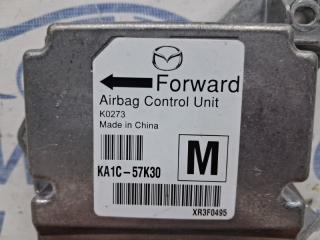 Forward
Airbag Control Unit
K0273
Made in China
KA1C-57K30
M
XR3F0495